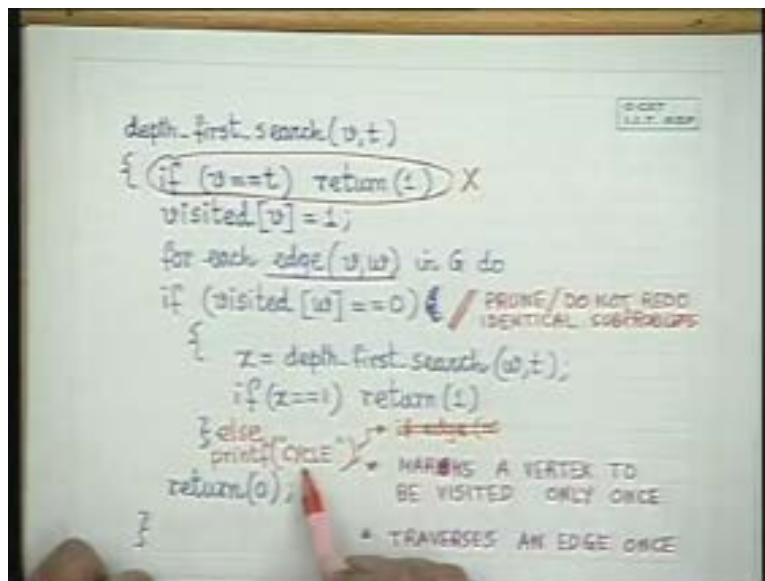 depth_first_search(v,t)
{ if (v==t) return(1) X
visited[v]=1;
for each edge(v,w) in G do
if (visited[w]==0) { / PRUNE/DO NOT REDO
IDENTICAL SUBPROBLEMS
{
x = depth_first_search(w,t);
if(x==1) return(1)
} else * if edge(
printf("CYCLE")
* MARKS A VERTEX TO
BE VISITED ONLY ONCE
return(0);
} * TRAVERSES AN EDGE ONCE
I.I.T. KGP